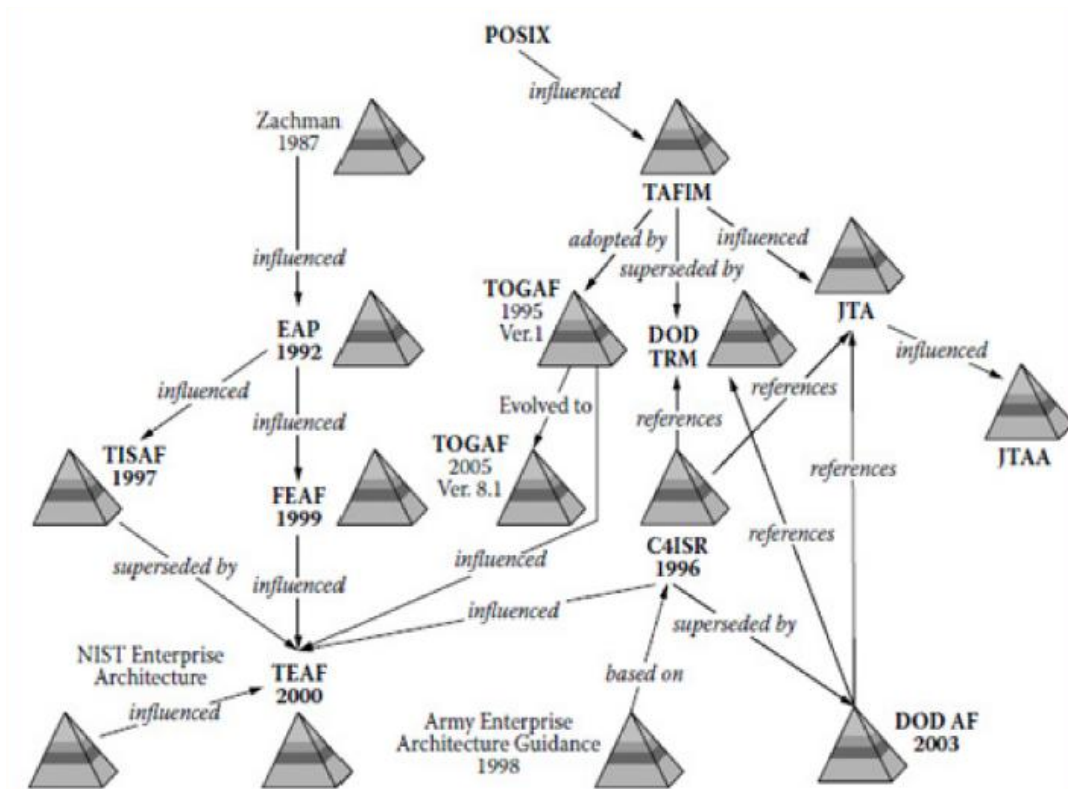 POSIX
influenced
Zachman
1987
TAFIM
adopted by
influenced
superseded by
influenced
TOGAF
1995
Ver.1
DOD
TRM
JTA
EAP
1992
influenced
influenced
references
influenced
Evolved to
references
TISAF
1997
TOGAF
2005
Ver. 8.1
JTAA
references
FEAF
1999
C4ISR
1996
references
superseded by
influenced
influenced
influenced
superseded by
NIST Enterprise
Architecture
TEAF
2000
based on
influenced
Army Enterprise
Architecture Guidance
1998
DOD AF
2003